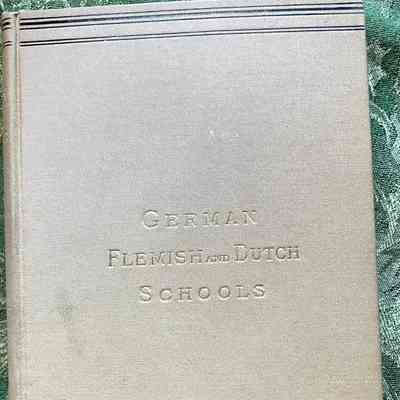 GERMAN
FLEMISH AND DUTCH
SCHOOLS